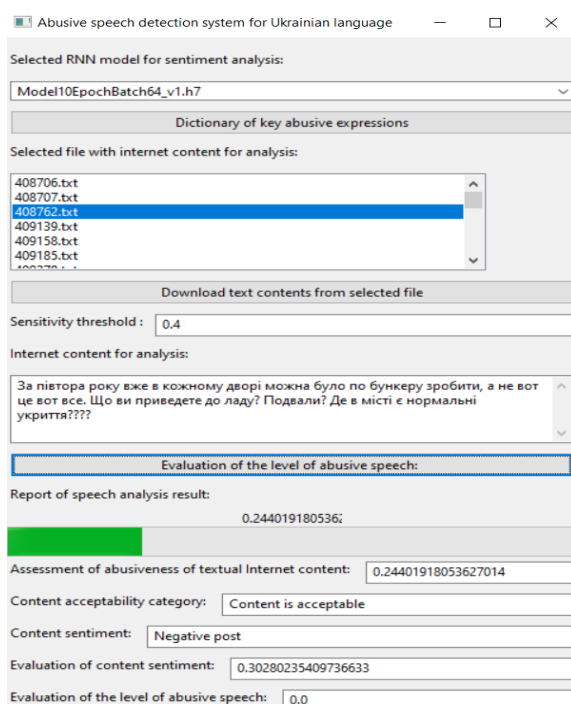 Abusive speech detection system for Ukrainian language
Selected RNN model for sentiment analysis:
Model10EpochBatch64_v1.h7
Dictionary of key abusive expressions
Selected file with internet content for analysis:
408706.txt
408707.txt
408762.txt
409139.txt
409158.txt
409185.txt
Download text contents from selected file
Sensitivity threshold : 0.4
Internet content for analysis:
За півтора року вже в кожному дворі можна було по бункеру зробити, а не вот
це вот все. Що ви приведете до ладу? Подвали? Де в місті є нормальні
укриття????
Evaluation of the level of abusive speech:
Report of speech analysis result:
0.244019180536
Assessment of abusiveness of textual Internet content: 0.24401918053627014
Content acceptability category: Content is acceptable
Content sentiment: Negative post
Evaluation of content sentiment: 0.30280235409736633
Evaluation of the level of abusive speech: 0.0